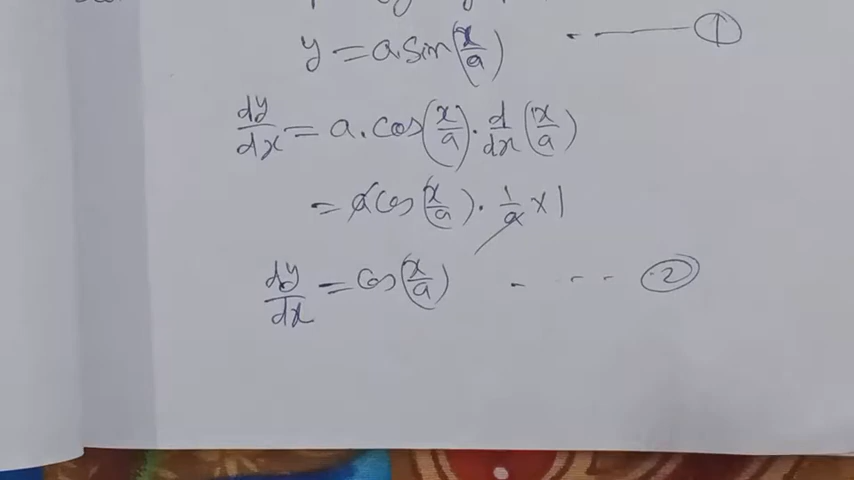 y = a sin(x/a) - — ①
dy/dx = a . cos(x/a) . d/dx (x/a)
= a cos(x/a) . 1/a × 1
dy/dx = cos(x/a) - - - - ②